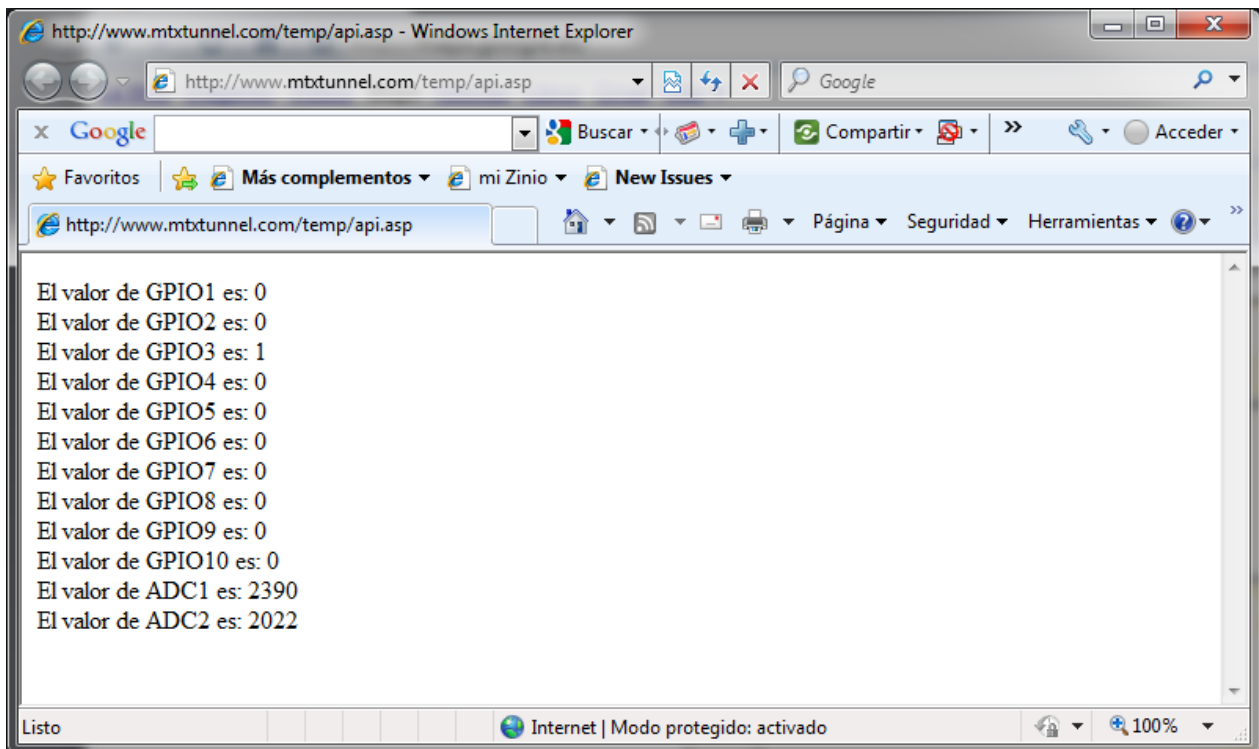 http://www.mtxtunnel.com/temp/api.asp - Windows Internet Explorer
http://www.mtxtunnel.com/temp/api.asp
Google
x Google
Buscar
Compartir
Acceder
Favoritos
Más complementos
mi Zinio
New Issues
http://www.mtxtunnel.com/temp/api.asp
Página
Seguridad
Herramientas
El valor de GPIO1 es: 0
El valor de GPIO2 es: 0
El valor de GPIO3 es: 1
El valor de GPIO4 es: 0
El valor de GPIO5 es: 0
El valor de GPIO6 es: 0
El valor de GPIO7 es: 0
El valor de GPIO8 es: 0
El valor de GPIO9 es: 0
El valor de GPIO10 es: 0
El valor de ADC1 es: 2390
El valor de ADC2 es: 2022
Listo
Internet | Modo protegido: activado
100%